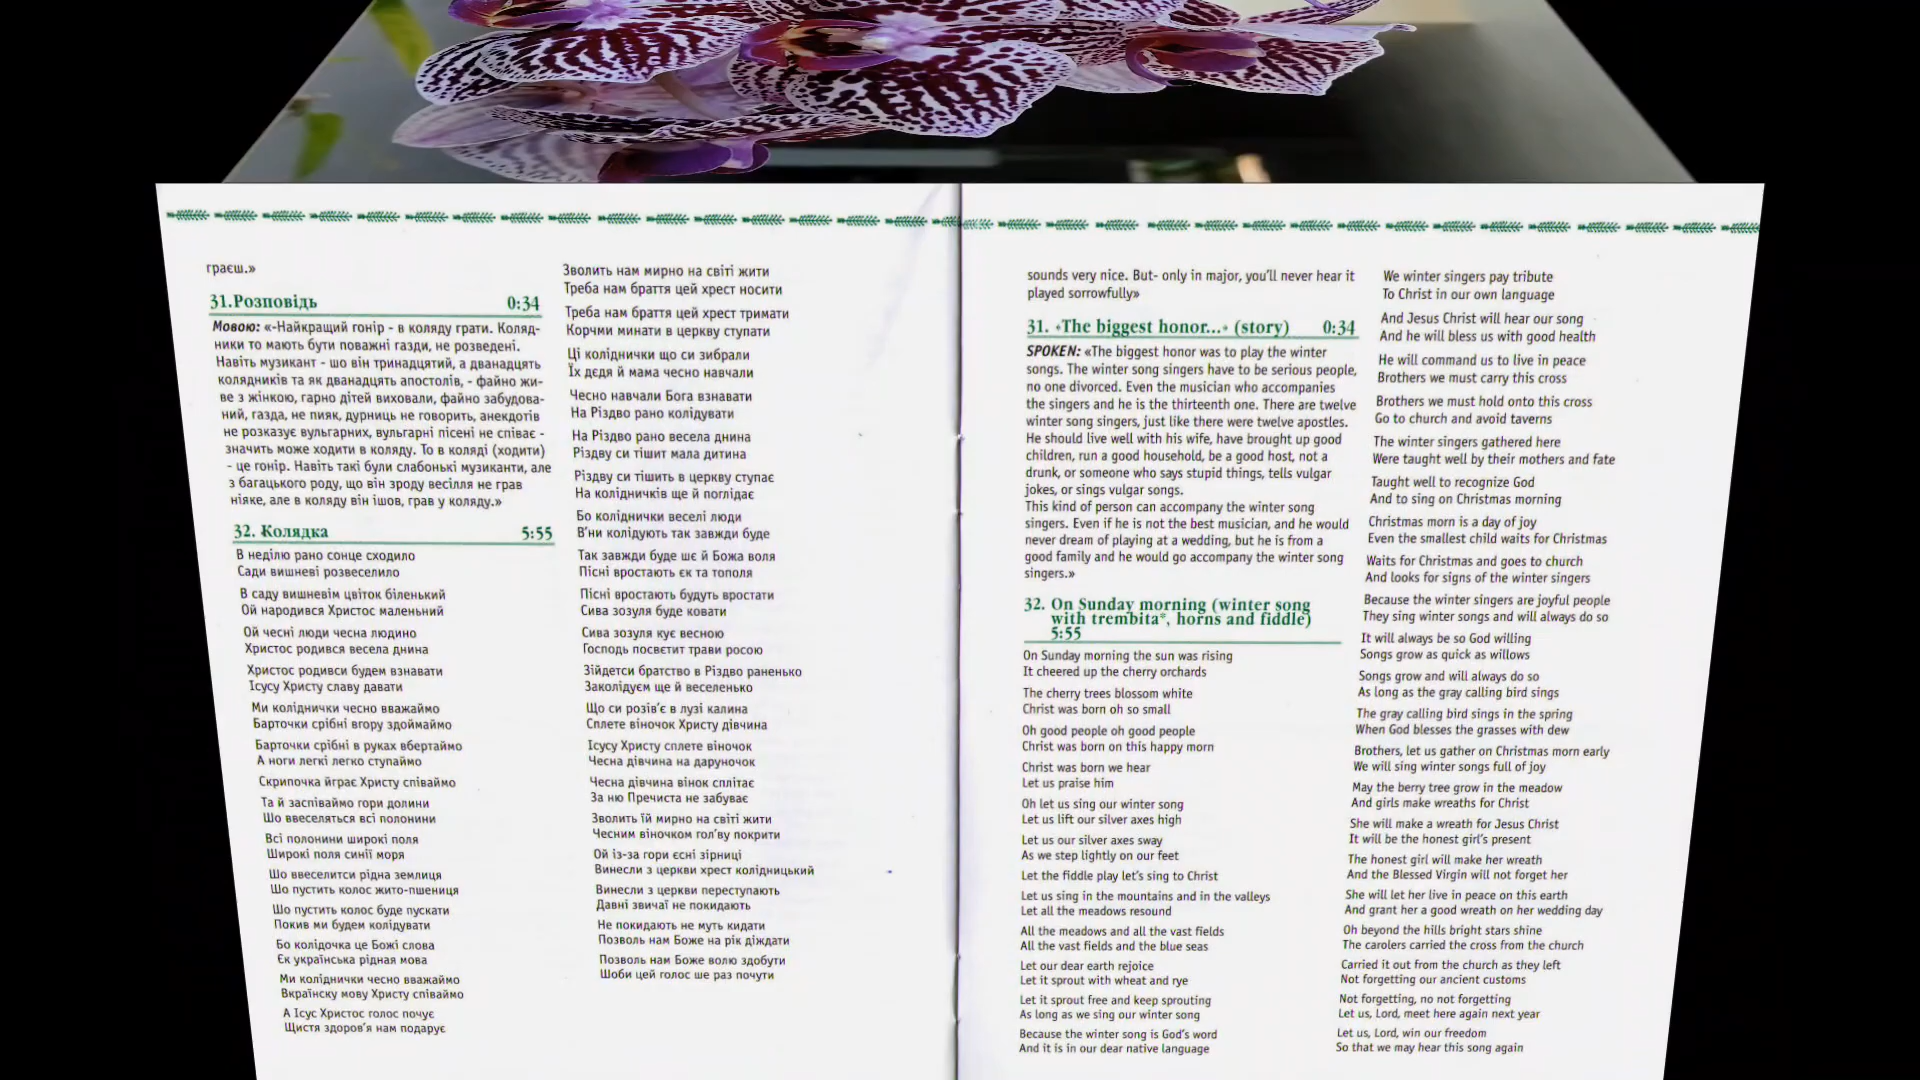 граєш.»
31.Розповідь 0:34
Мовою: «-Найкращий гонір - в коляду грати. Коляд-
ники то мають бути поважні газди, не розведені.
Навіть музикант - шо він тринадцятий, а дванадцять
колядників та як дванадцять апостолів, - файно жи-
ве з жінкою, гарно дітей виховали, файно забудова-
ний, газда, не пияк, дурниць не говорить, анекдотів
не розказує вульгарних, вульгарні пісені не співає -
значить може ходити в коляду. То в коляді (ходити)
- це гонір. Навіть такі були слабонькі музиканти, але
з багацького роду, що він зроду весілля не грав
ніяке, але в коляду він ішов, грав у коляду.»
32. Колядка 5:55
В неділю рано сонце сходило
Сади вишневі розвеселило
В саду вишневім цвіток біленький
Ой народився Христос маленький
Ой чесні люди чесна людино
Христос родився весела днина
Христос родивси будем взнавати
Ісусу Христу славу давати
Ми коліднички чесно вважаймо
Барточки срібні вгору здоймаймо
Барточки срібні в руках вбертаймо
А ноги легкі легко ступаймо
Скрипочка йграє Христу співаймо
Та й заспіваймо гори долини
Шо ввеселяться всі полонини
Всі полонини широкі поля
Широкі поля синії моря
Шо ввеселитси рідна землиця
Шо пустить колос жито-пшениця
Шо пустить колос буде пускати
Покив ми будем колідувати
Бо колідочка це Божі слова
Єк українська рідная мова
Ми коліднички чесно вважаймо
Вкраїнску мову Христу співаймо
А Ісус Христос голос почує
Щистя здоров'я нам подарує
Зволить нам мирно на світі жити
Треба нам браття цей хрест носити
Треба нам браття цей хрест тримати
Корчми минати в церкву ступати
Ці коліднички що си зибрали
Їх дєдя й мама чесно навчали
Чесно навчали Бога взнавати
На Різдво рано колідувати
На Різдво рано весела днина
Різдву си тішит мала дитина
Різдву си тішить в церкву ступає
На колідничків ще й поглідає
Бо коліднички веселі люди
В'ни колідують так завжди буде
Так завжди буде шє й Божа воля
Пісні вростають єк та тополя
Пісні вростають будуть вростати
Сива зозуля буде ковати
Сива зозуля кує весною
Господь посвєтит трави росою
Зійдетси братство в Різдво раненько
Заколідуєм ще й веселенько
Що си розів'є в лузі калина
Сплете віночок Христу дівчина
Ісусу Христу сплете віночок
Чесна дівчина на даруночок
Чесна дівчина вінок сплітає
За ню Пречиста не забуває
Зволить їй мирно на світі жити
Чесним віночком гол'ву покрити
Ой із-за гори єсні зірниці
Винесли з церкви хрест колідницький
Винесли з церкви переступають
Давні звичаї не покидають
Не покидають не муть кидати
Позволь нам Боже на рік діждати
Позволь нам Боже волю здобути
Шоби цей голос ше раз почути
sounds very nice. But- only in major, you'll never hear it
played sorrowfully»
31. «The biggest honor...» (story) 0:34
SPOKEN: «The biggest honor was to play the winter
songs. The winter song singers have to be serious people,
no one divorced. Even the musician who accompanies
the singers and he is the thirteenth one. There are twelve
winter song singers, just like there were twelve apostles.
He should live well with his wife, have brought up good
children, run a good household, be a good host, not a
drunk, or someone who says stupid things, tells vulgar
jokes, or sings vulgar songs.
This kind of person can accompany the winter song
singers. Even if he is not the best musician, and he would
never dream of playing at a wedding, but he is from a
good family and he would go accompany the winter song
singers.»
32. On Sunday morning (winter song
with trembita*, horns and fiddle)
5:55
On Sunday morning the sun was rising
It cheered up the cherry orchards
The cherry trees blossom white
Christ was born oh so small
Oh good people oh good people
Christ was born on this happy morn
Christ was born we hear
Let us praise him
Oh let us sing our winter song
Let us lift our silver axes high
Let us our silver axes sway
As we step lightly on our feet
Let the fiddle play let's sing to Christ
Let us sing in the mountains and in the valleys
Let all the meadows resound
All the meadows and all the vast fields
All the vast fields and the blue seas
Let our dear earth rejoice
Let it sprout with wheat and rye
Let it sprout free and keep sprouting
As long as we sing our winter song
Because the winter song is God's word
And it is in our dear native language
We winter singers pay tribute
To Christ in our own language
And Jesus Christ will hear our song
And he will bless us with good health
He will command us to live in peace
Brothers we must carry this cross
Brothers we must hold onto this cross
Go to church and avoid taverns
The winter singers gathered here
Were taught well by their mothers and fate
Taught well to recognize God
And to sing on Christmas morning
Christmas morn is a day of joy
Even the smallest child waits for Christmas
Waits for Christmas and goes to church
And looks for signs of the winter singers
Because the winter singers are joyful people
They sing winter songs and will always do so
It will always be so God willing
Songs grow as quick as willows
Songs grow and will always do so
As long as the gray calling bird sings
The gray calling bird sings in the spring
When God blesses the grasses with dew
Brothers, let us gather on Christmas morn early
We will sing winter songs full of joy
May the berry tree grow in the meadow
And girls make wreaths for Christ
She will make a wreath for Jesus Christ
It will be the honest girl's present
The honest girl will make her wreath
And the Blessed Virgin will not forget her
She will let her live in peace on this earth
And grant her a good wreath on her wedding day
Oh beyond the hills bright stars shine
The carolers carried the cross from the church
Carried it out from the church as they left
Not forgetting our ancient customs
Not forgetting, no not forgetting
Let us, Lord, meet here again next year
Let us, Lord, win our freedom
So that we may hear this song again